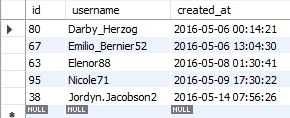 id username created_at
80 Darby_Herzog 2016-05-06 00:14:21
67 Emilio_Bernier52 2016-05-06 13:04:30
63 Elenor88 2016-05-08 01:30:41
95 Nicole71 2016-05-09 17:30:22
38 Jordyn.Jacobson2 2016-05-14 07:56:26
NULL NULL NULL